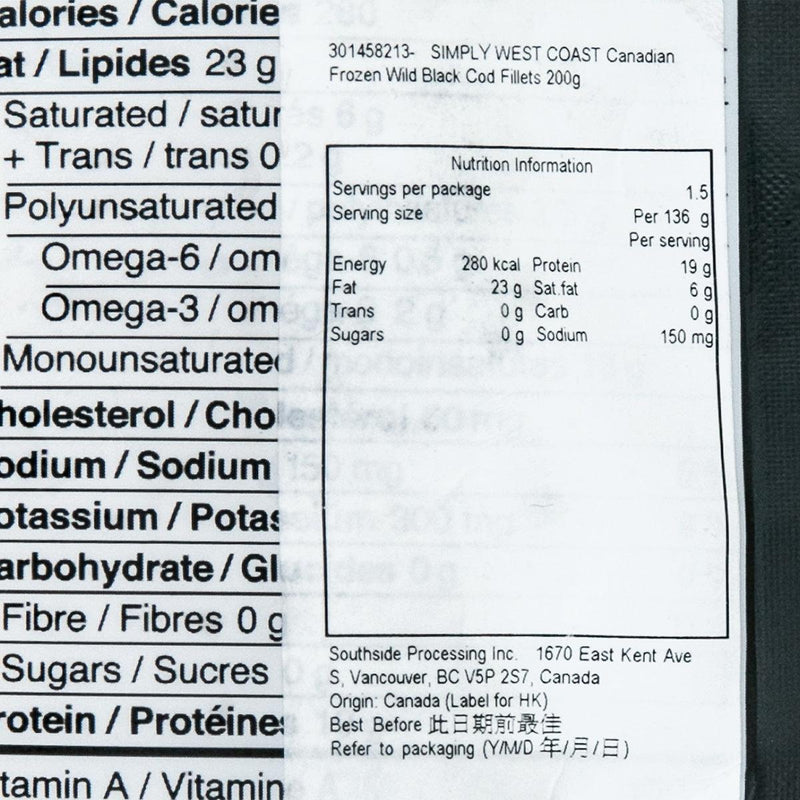 alories / Calorie
at / Lipides 23 g
Saturated / satur
+ Trans / trans 0
Polyunsaturated
Omega-6 / om
Omega-3 / om
Monounsaturated
holesterol / Cho
odium / Sodium
otassium / Potas
arbohydrate / Gl
Fibre / Fibres 0 g
Sugars / Sucres
rotein / Protéines
tamin A / Vitamine
301458213- SIMPLY WEST COAST Canadian
Frozen Wild Black Cod Fillets 200g
Nutrition Information
Servings per package 1.5
Serving size Per 136 g
Per serving
Energy 280 kcal Protein 19 g
Fat 23 g Sat.fat 6 g
Trans 0 g Carb 0 g
Sugars 0 g Sodium 150 mg
Southside Processing Inc. 1670 East Kent Ave
S, Vancouver, BC V5P 2S7, Canada
Origin: Canada (Label for HK)
Best Before 此日期前最佳
Refer to packaging (Y/M/D 年/月/日)